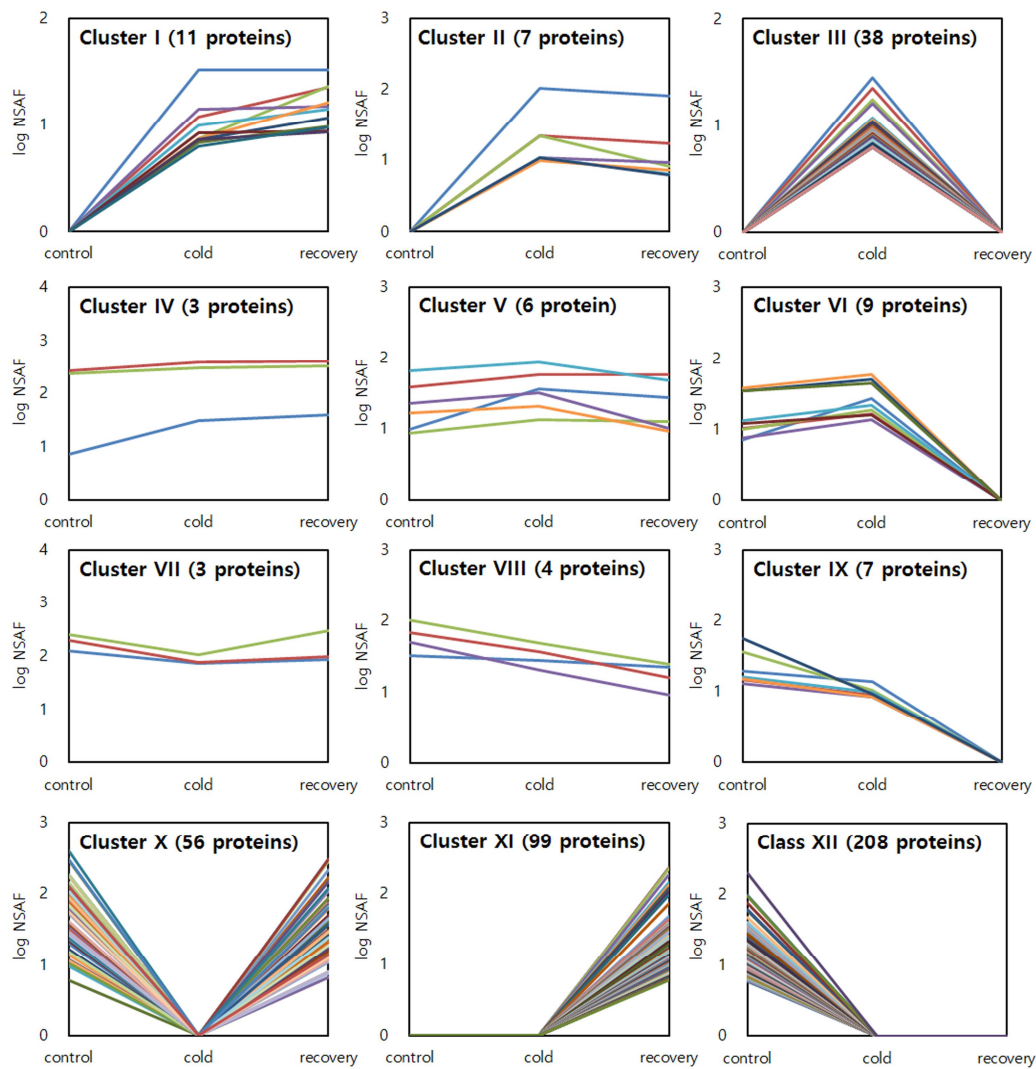 Cluster I (11 proteins)
2
1
0
log NSAF
control cold recovery
Cluster II (7 proteins)
3
2
1
0
log NSAF
control cold recovery
Cluster III (38 proteins)
2
1
0
log NSAF
control cold recovery
Cluster IV (3 proteins)
4
3
2
1
0
log NSAF
control cold recovery
Cluster V (6 protein)
3
2
1
0
log NSAF
control cold recovery
Cluster VI (9 proteins)
3
2
1
0
log NSAF
control cold recovery
Cluster VII (3 proteins)
4
3
2
1
0
log NSAF
control cold recovery
Cluster VIII (4 proteins)
3
2
1
0
log NSAF
control cold recovery
Cluster IX (7 proteins)
3
2
1
0
log NSAF
control cold recovery
Cluster X (56 proteins)
3
2
1
0
log NSAF
control cold recovery
Cluster XI (99 proteins)
3
2
1
0
log NSAF
control cold recovery
Class XII (208 proteins)
3
2
1
0
log NSAF
control cold recovery